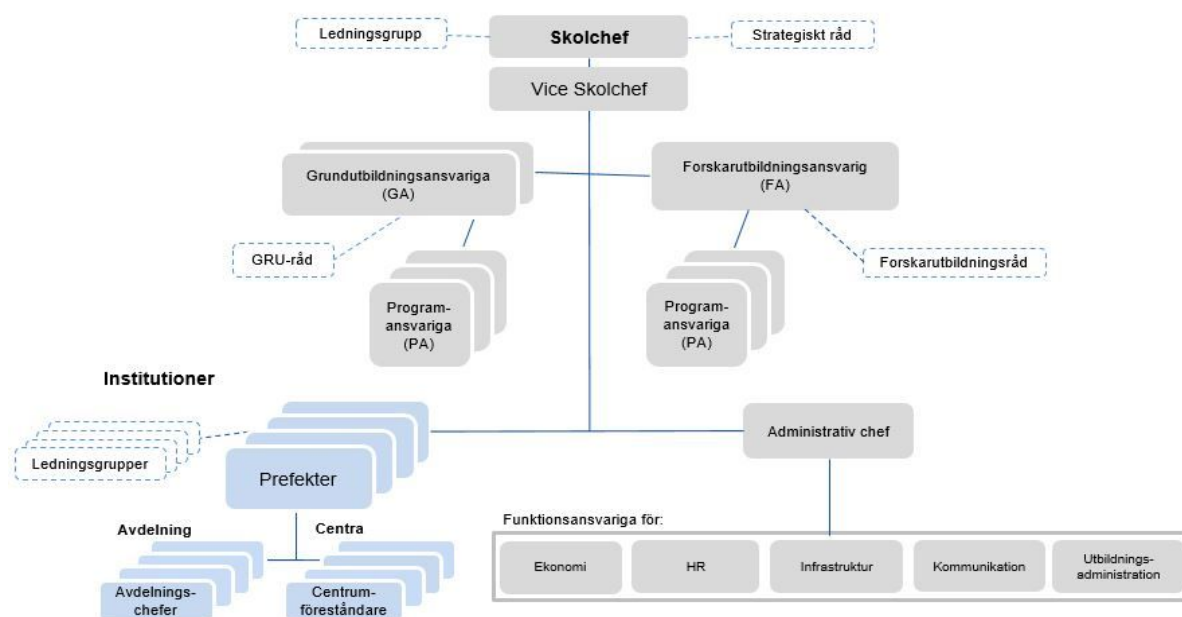 Ledningsgrupp
Skolchef
Strategiskt råd
Vice Skolchef
Grundutbildningsansvariga
(GA)
Forskarutbildningsansvarig
(FA)
GRU-råd
Forskarutbildningsråd
Program-
ansvariga
(PA)
Program-
ansvariga
(PA)
Institutioner
Ledningsgrupper
Prefekter
Administrativ chef
Avdelning
Centra
Avdelnings-
chefer
Centrum-
föreståndare
Funktionsansvariga för:
Ekonomi
HR
Infrastruktur
Kommunikation
Utbildnings-
administration